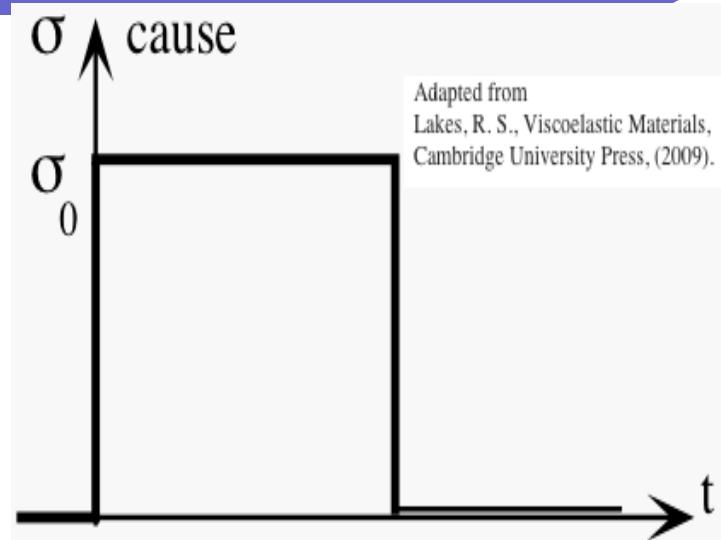 σ cause
Adapted from
Lakes, R. S., Viscoelastic Materials,
Cambridge University Press, (2009).
σ
0
t